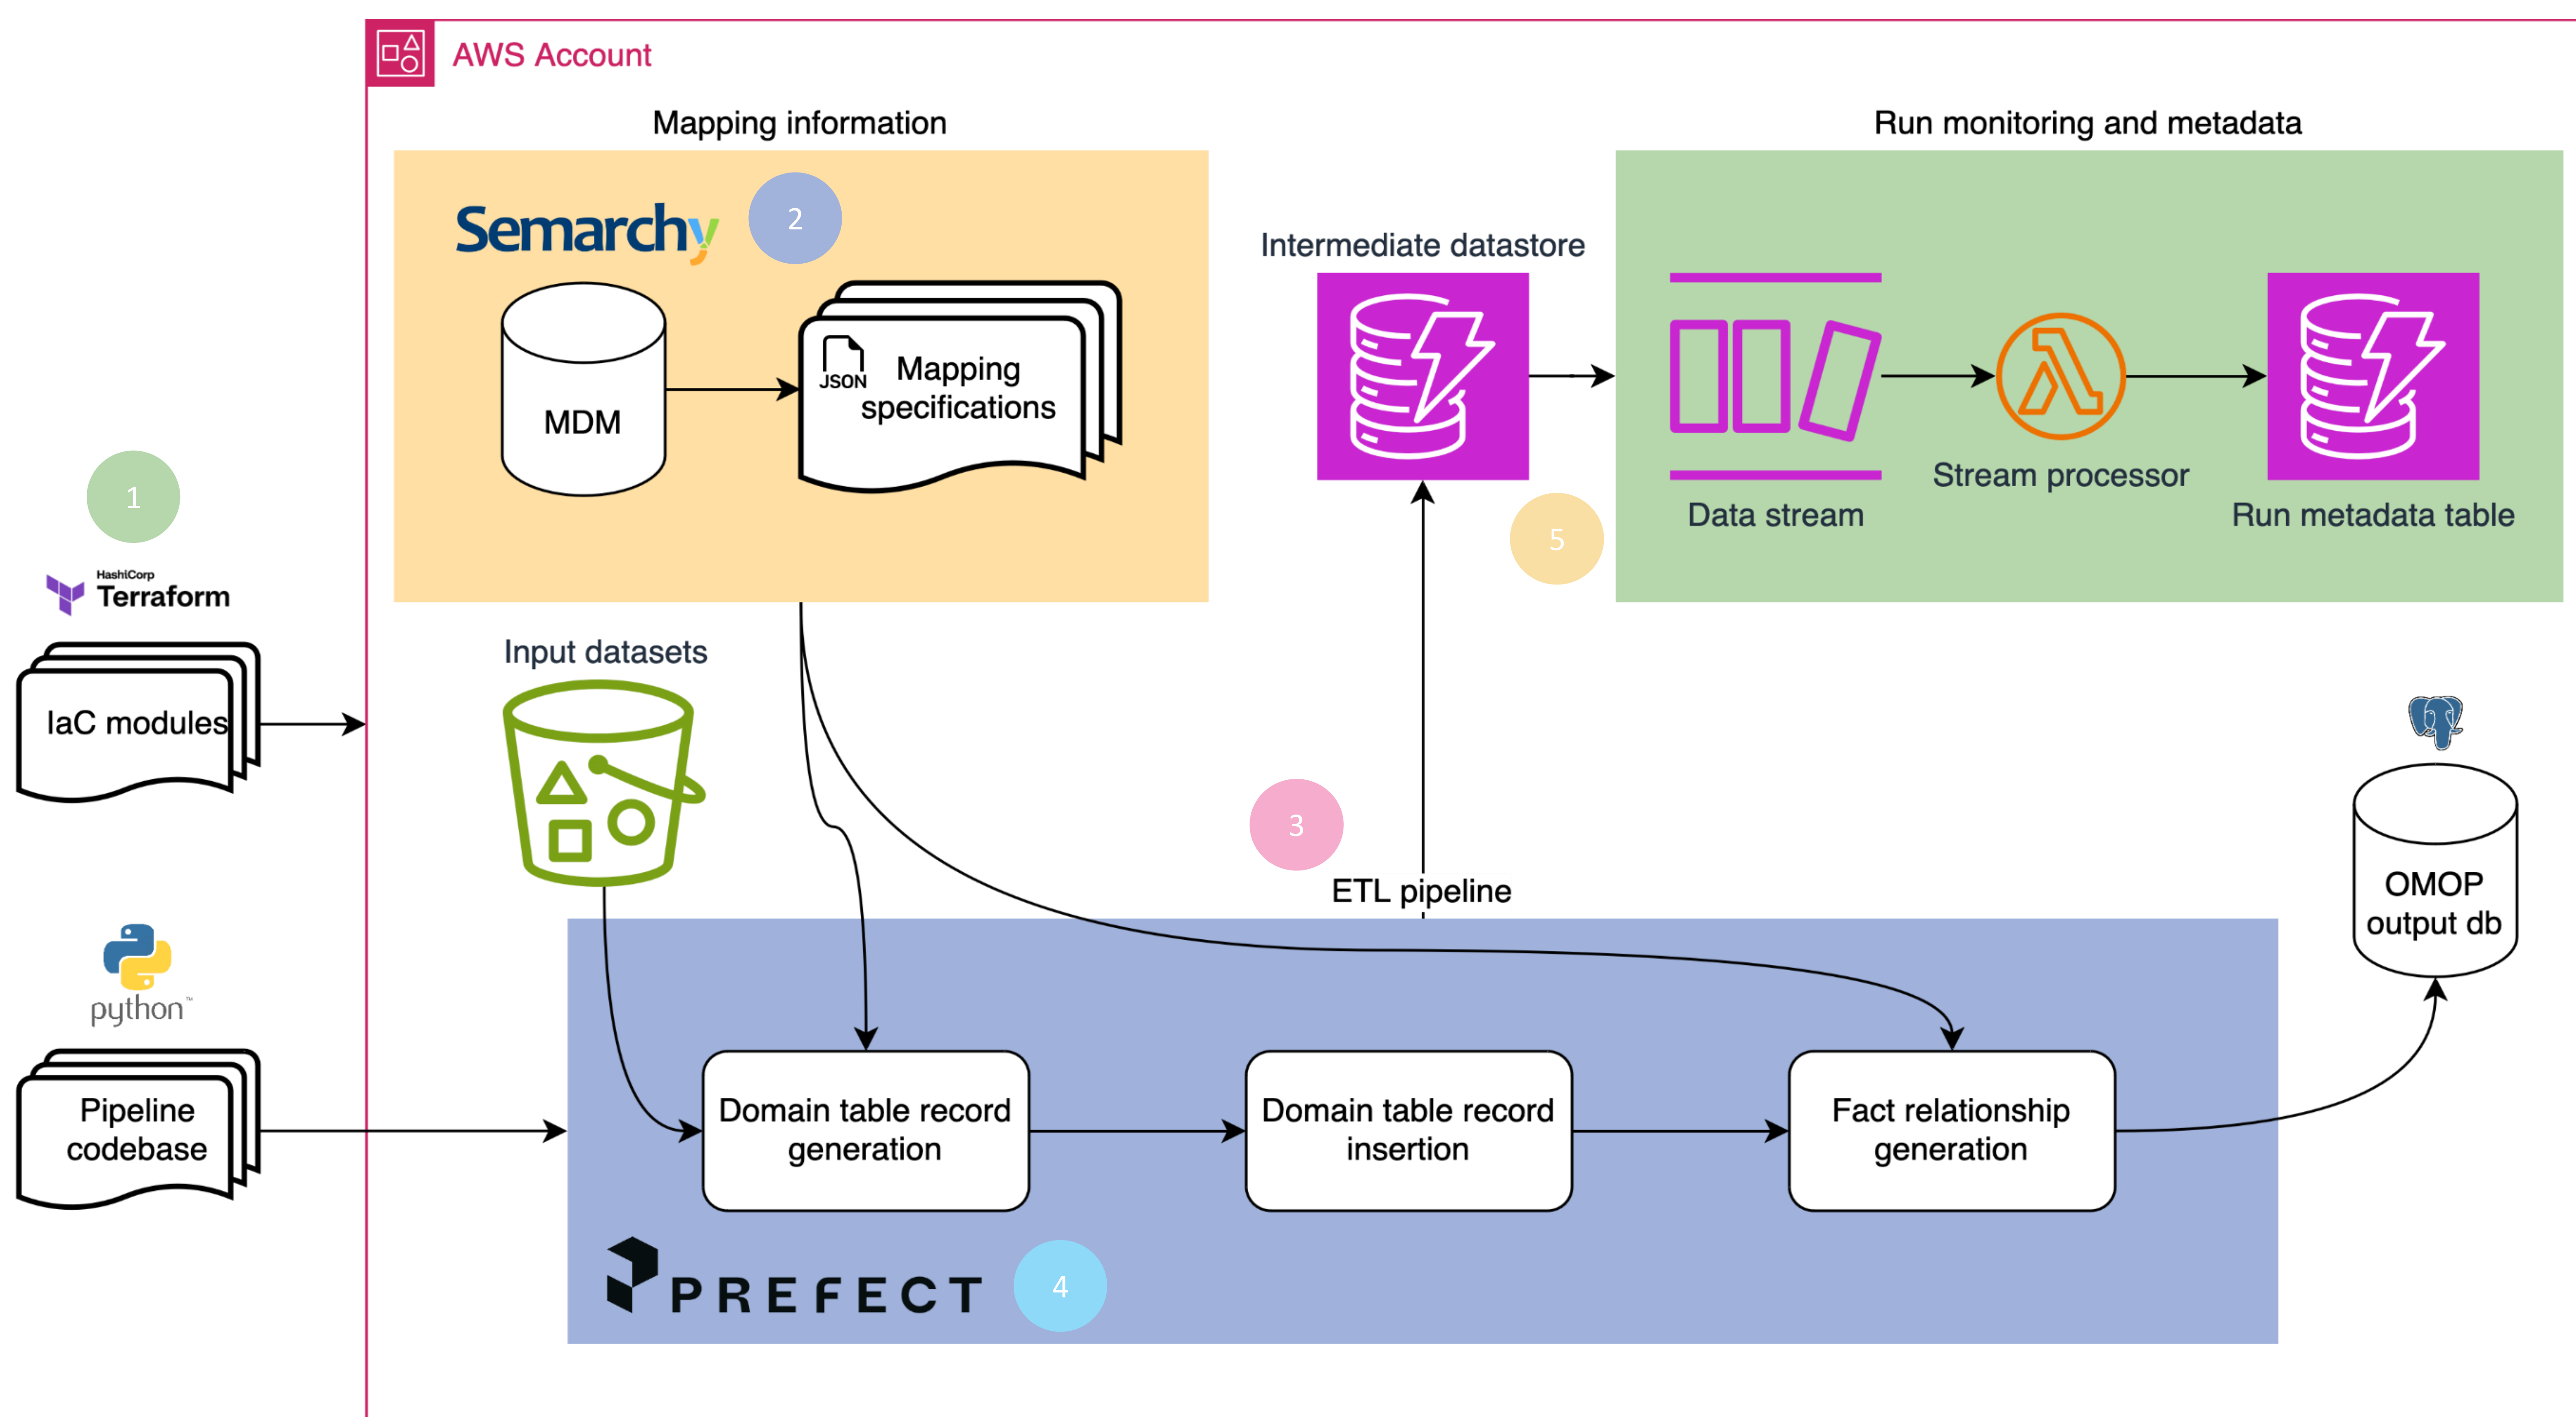 AWS Account
Mapping information
Run monitoring and metadata
Semarchy
2
Intermediate datastore
JSON
Mapping
specifications
MDM
Stream processor
Data stream
Run metadata table
1
5
HashiCorp
Terraform
Input datasets
IaC modules
3
ETL pipeline
OMOP
output db
python™
Pipeline
codebase
Domain table record
generation
Domain table record
insertion
Fact relationship
generation
PREFECT
4